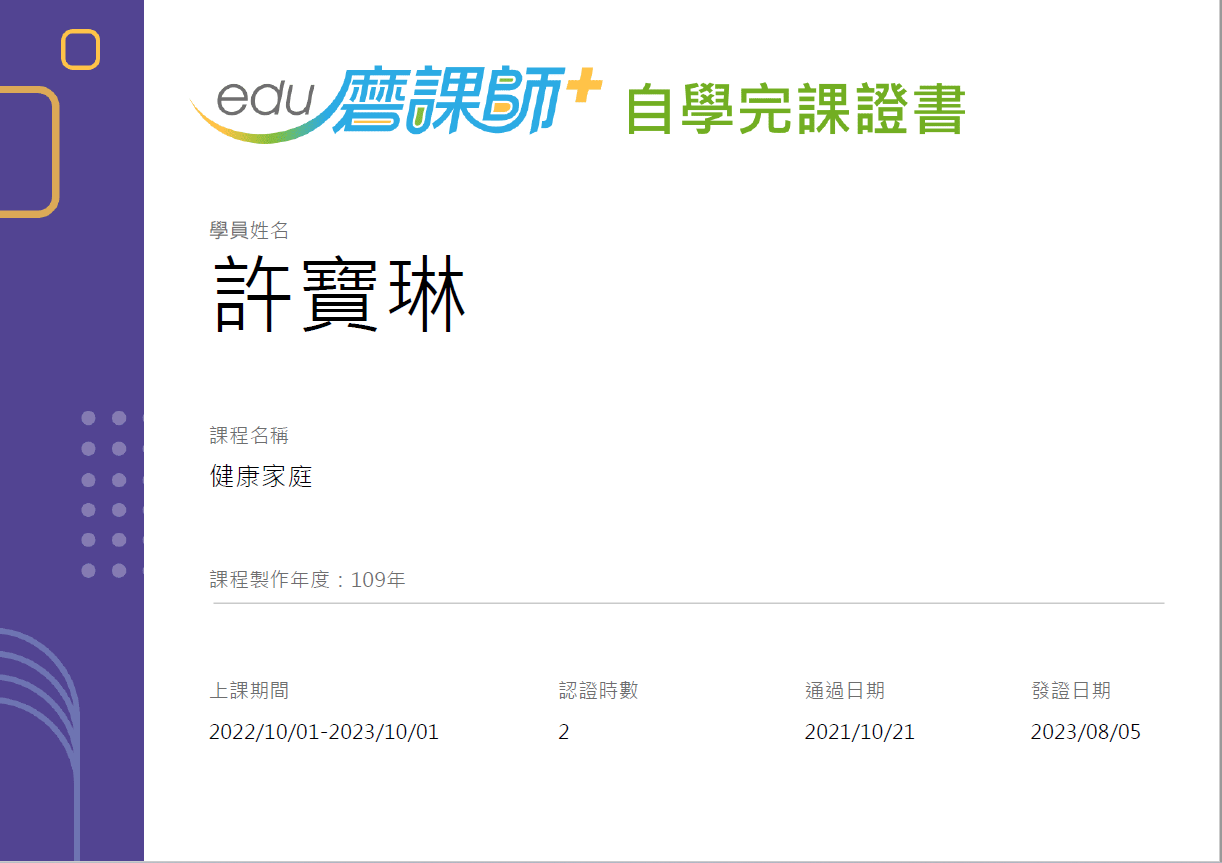 edu 磨課師+ 自學完課證書
學員姓名
許寶琳
課程名稱
健康家庭
課程製作年度：109年
上課期間 認證時數 通過日期 發證日期
2022/10/01-2023/10/01 2 2021/10/21 2023/08/05